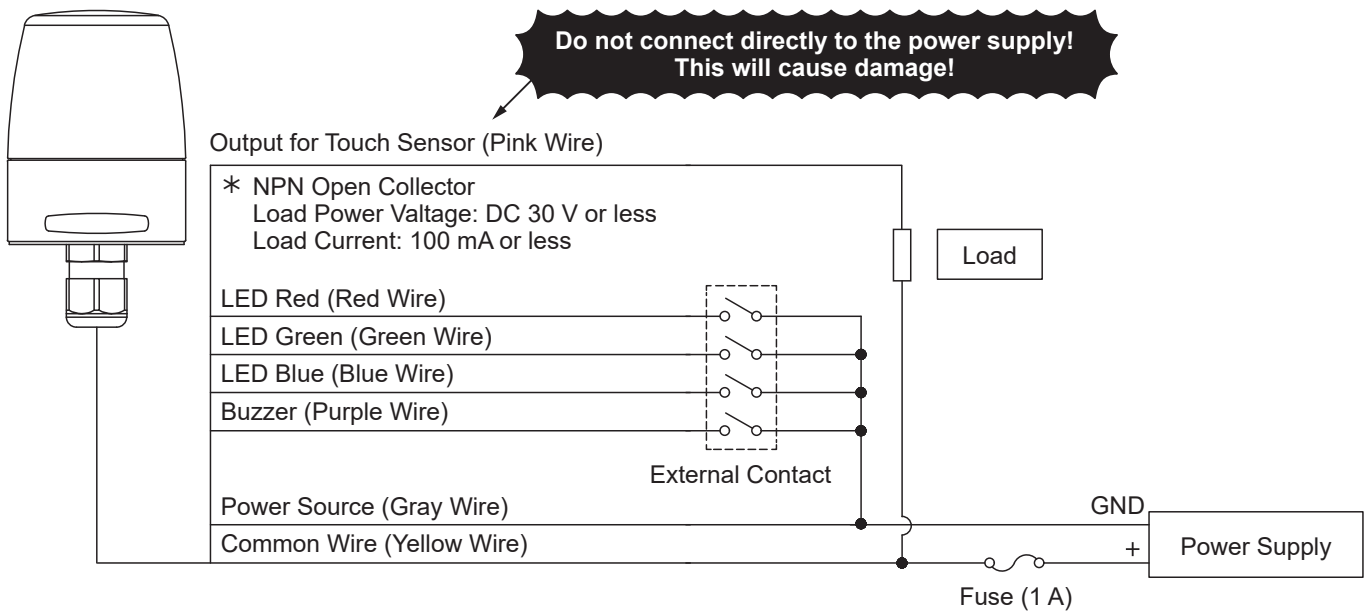 Do not connect directly to the power supply!
This will cause damage!
Output for Touch Sensor (Pink Wire)
* NPN Open Collector
Load Power Valtage: DC 30 V or less
Load Current: 100 mA or less
Load
LED Red (Red Wire)
LED Green (Green Wire)
LED Blue (Blue Wire)
Buzzer (Purple Wire)
External Contact
Power Source (Gray Wire)
GND
Common Wire (Yellow Wire)
+
Power Supply
Fuse (1 A)